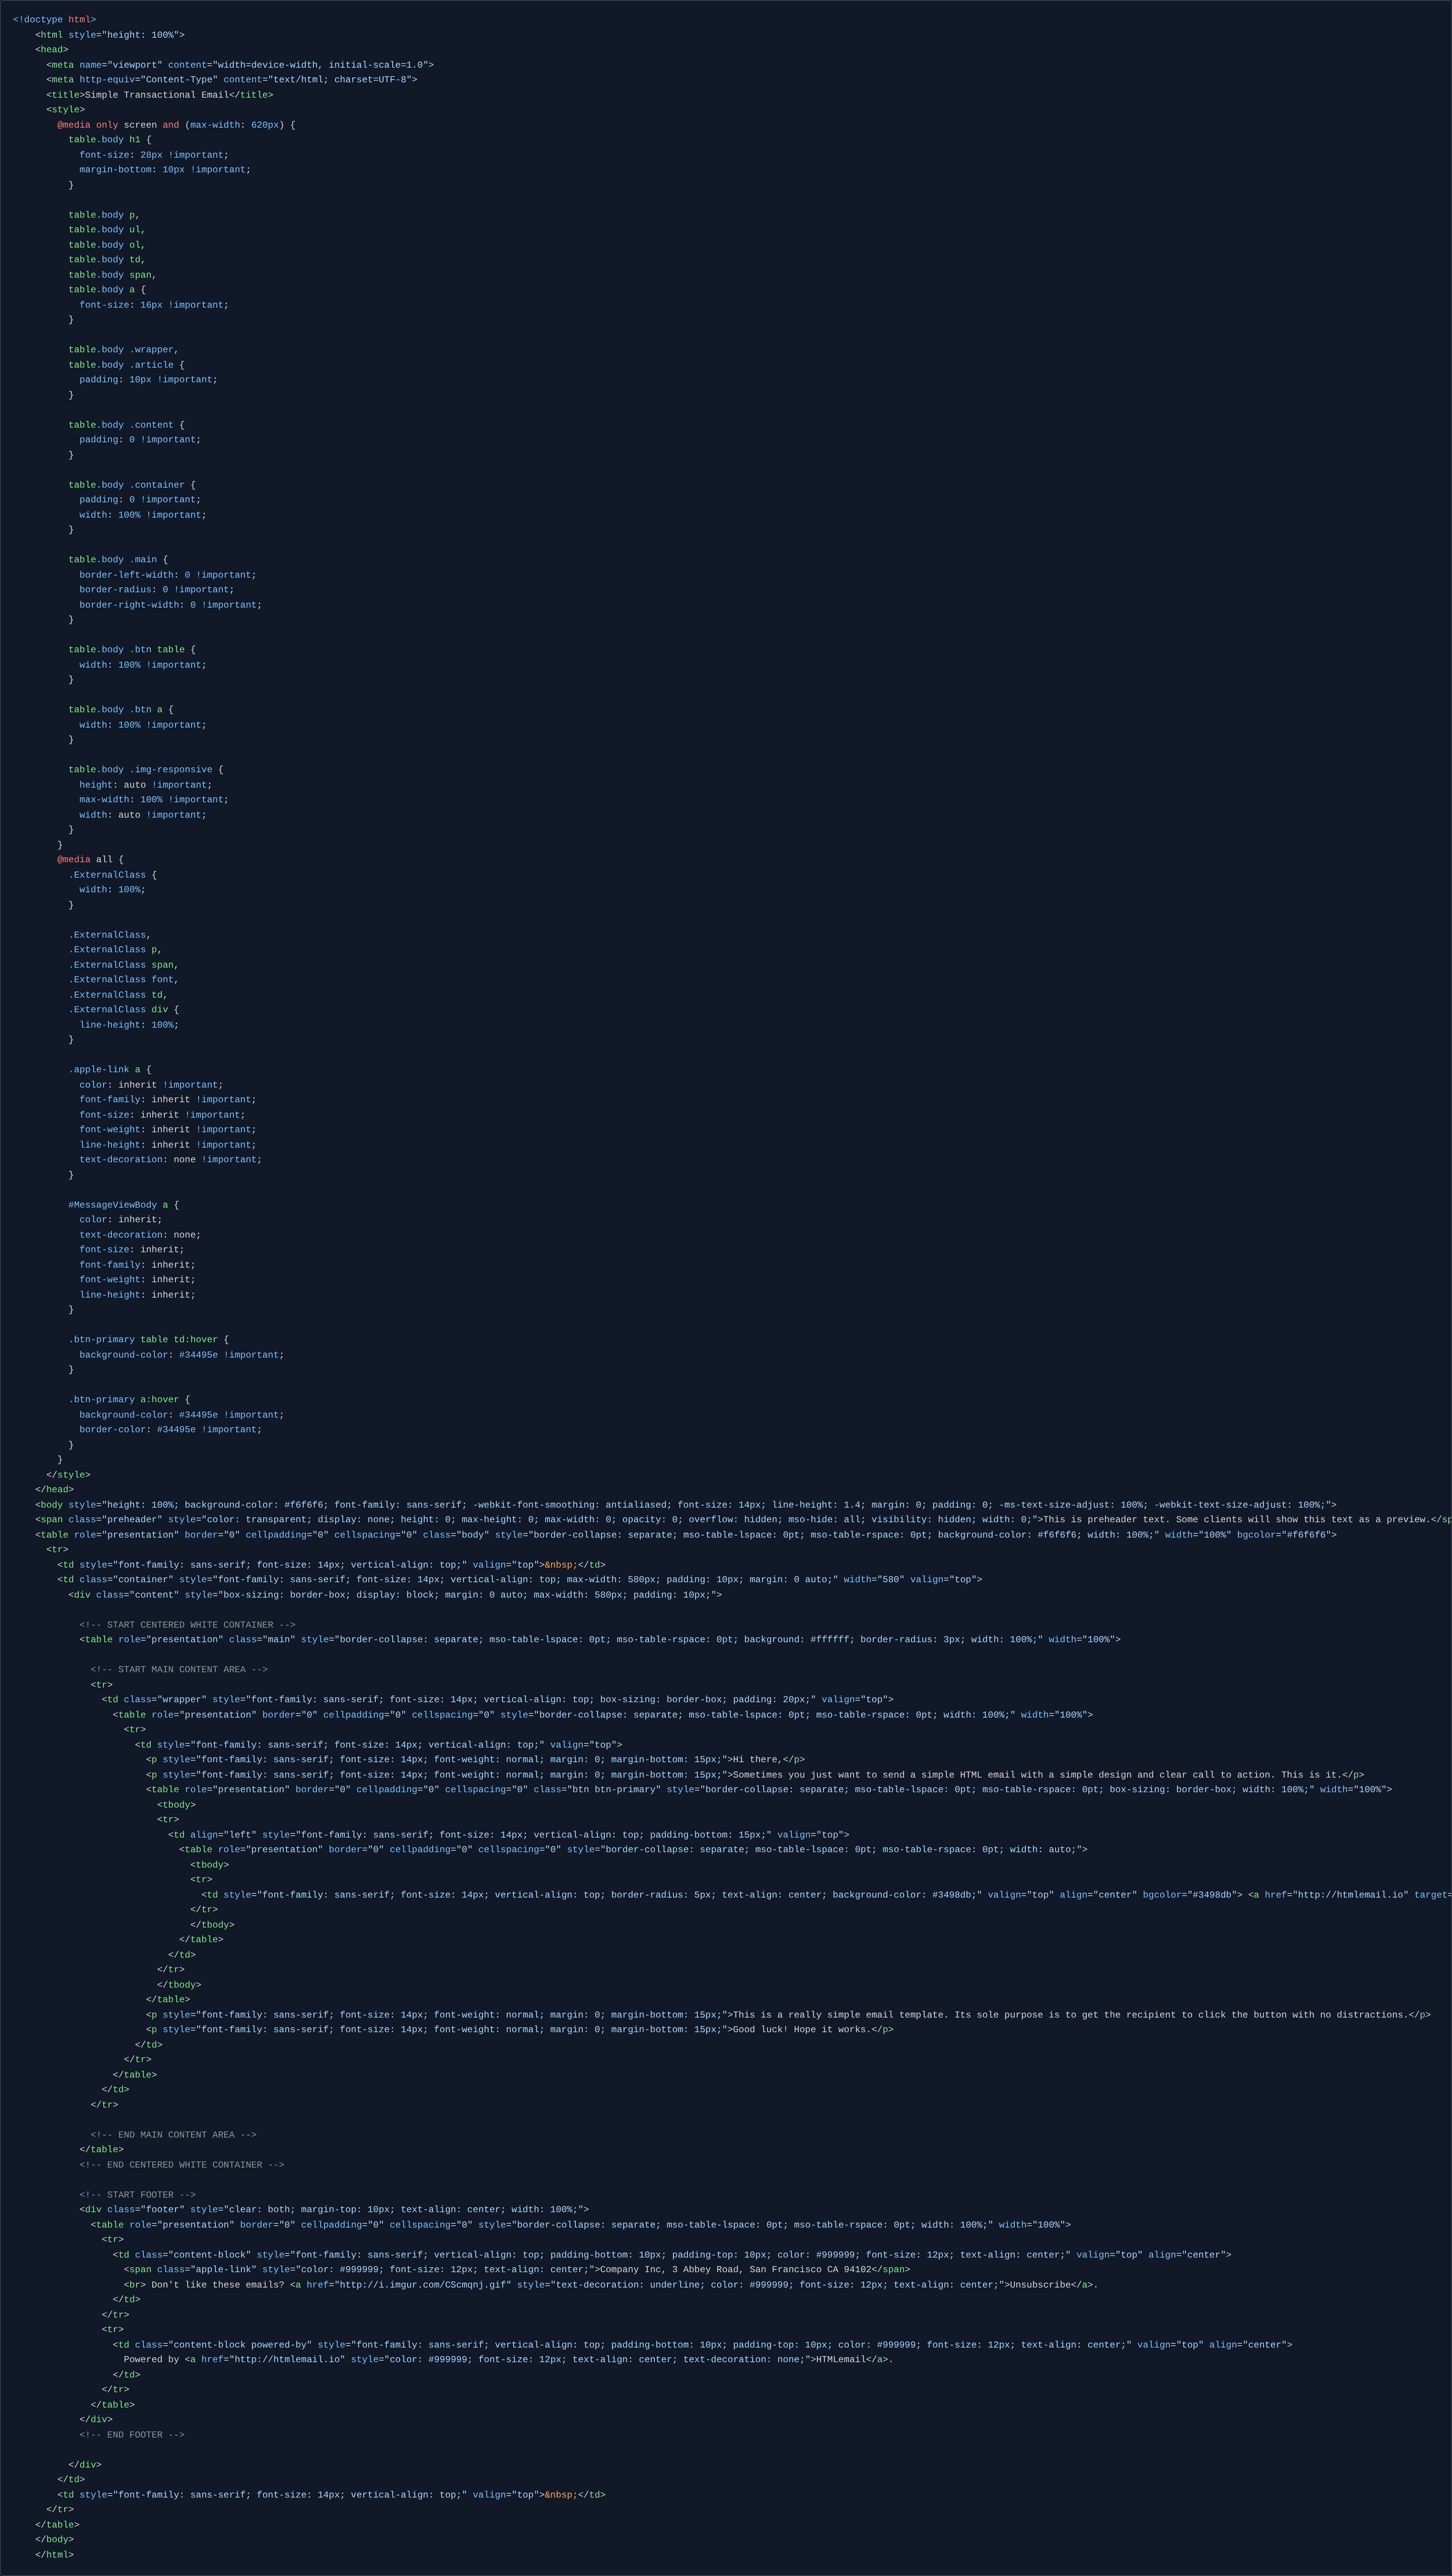 <!doctype html>
    <html style="height: 100%">
    <head>
      <meta name="viewport" content="width=device-width, initial-scale=1.0">
      <meta http-equiv="Content-Type" content="text/html; charset=UTF-8">
      <title>Simple Transactional Email</title>
      <style>
        @media only screen and (max-width: 620px) {
          table.body h1 {
            font-size: 28px !important;
            margin-bottom: 10px !important;
          }

          table.body p,
          table.body ul,
          table.body ol,
          table.body td,
          table.body span,
          table.body a {
            font-size: 16px !important;
          }

          table.body .wrapper,
          table.body .article {
            padding: 10px !important;
          }

          table.body .content {
            padding: 0 !important;
          }

          table.body .container {
            padding: 0 !important;
            width: 100% !important;
          }

          table.body .main {
            border-left-width: 0 !important;
            border-radius: 0 !important;
            border-right-width: 0 !important;
          }

          table.body .btn table {
            width: 100% !important;
          }

          table.body .btn a {
            width: 100% !important;
          }

          table.body .img-responsive {
            height: auto !important;
            max-width: 100% !important;
            width: auto !important;
          }
        }
        @media all {
          .ExternalClass {
            width: 100%;
          }

          .ExternalClass,
          .ExternalClass p,
          .ExternalClass span,
          .ExternalClass font,
          .ExternalClass td,
          .ExternalClass div {
            line-height: 100%;
          }

          .apple-link a {
            color: inherit !important;
            font-family: inherit !important;
            font-size: inherit !important;
            font-weight: inherit !important;
            line-height: inherit !important;
            text-decoration: none !important;
          }

          #MessageViewBody a {
            color: inherit;
            text-decoration: none;
            font-size: inherit;
            font-family: inherit;
            font-weight: inherit;
            line-height: inherit;
          }

          .btn-primary table td:hover {
            background-color: #34495e !important;
          }

          .btn-primary a:hover {
            background-color: #34495e !important;
            border-color: #34495e !important;
          }
        }
      </style>
    </head>
    <body style="height: 100%; background-color: #f6f6f6; font-family: sans-serif; -webkit-font-smoothing: antialiased; font-size: 14px; line-height: 1.4; margin: 0; padding: 0; -ms-text-size-adjust: 100%; -webkit-text-size-adjust: 100%;">
    <span class="preheader" style="color: transparent; display: none; height: 0; max-height: 0; max-width: 0; opacity: 0; overflow: hidden; mso-hide: all; visibility: hidden; width: 0;">This is preheader text. Some clients will show this text as a preview.</sp
    <table role="presentation" border="0" cellpadding="0" cellspacing="0" class="body" style="border-collapse: separate; mso-table-lspace: 0pt; mso-table-rspace: 0pt; background-color: #f6f6f6; width: 100%;" width="100%" bgcolor="#f6f6f6">
      <tr>
        <td style="font-family: sans-serif; font-size: 14px; vertical-align: top;" valign="top">&nbsp;</td>
        <td class="container" style="font-family: sans-serif; font-size: 14px; vertical-align: top; max-width: 580px; padding: 10px; margin: 0 auto;" width="580" valign="top">
          <div class="content" style="box-sizing: border-box; display: block; margin: 0 auto; max-width: 580px; padding: 10px;">

            <!-- START CENTERED WHITE CONTAINER -->
            <table role="presentation" class="main" style="border-collapse: separate; mso-table-lspace: 0pt; mso-table-rspace: 0pt; background: #ffffff; border-radius: 3px; width: 100%;" width="100%">

              <!-- START MAIN CONTENT AREA -->
              <tr>
                <td class="wrapper" style="font-family: sans-serif; font-size: 14px; vertical-align: top; box-sizing: border-box; padding: 20px;" valign="top">
                  <table role="presentation" border="0" cellpadding="0" cellspacing="0" style="border-collapse: separate; mso-table-lspace: 0pt; mso-table-rspace: 0pt; width: 100%;" width="100%">
                    <tr>
                      <td style="font-family: sans-serif; font-size: 14px; vertical-align: top;" valign="top">
                        <p style="font-family: sans-serif; font-size: 14px; font-weight: normal; margin: 0; margin-bottom: 15px;">Hi there,</p>
                        <p style="font-family: sans-serif; font-size: 14px; font-weight: normal; margin: 0; margin-bottom: 15px;">Sometimes you just want to send a simple HTML email with a simple design and clear call to action. This is it.</p>
                        <table role="presentation" border="0" cellpadding="0" cellspacing="0" class="btn btn-primary" style="border-collapse: separate; mso-table-lspace: 0pt; mso-table-rspace: 0pt; box-sizing: border-box; width: 100%;" width="100%">
                          <tbody>
                          <tr>
                            <td align="left" style="font-family: sans-serif; font-size: 14px; vertical-align: top; padding-bottom: 15px;" valign="top">
                              <table role="presentation" border="0" cellpadding="0" cellspacing="0" style="border-collapse: separate; mso-table-lspace: 0pt; mso-table-rspace: 0pt; width: auto;">
                                <tbody>
                                <tr>
                                  <td style="font-family: sans-serif; font-size: 14px; vertical-align: top; border-radius: 5px; text-align: center; background-color: #3498db;" valign="top" align="center" bgcolor="#3498db"> <a href="http://htmlemail.io" target=
                                </tr>
                                </tbody>
                              </table>
                            </td>
                          </tr>
                          </tbody>
                        </table>
                        <p style="font-family: sans-serif; font-size: 14px; font-weight: normal; margin: 0; margin-bottom: 15px;">This is a really simple email template. Its sole purpose is to get the recipient to click the button with no distractions.</p>
                        <p style="font-family: sans-serif; font-size: 14px; font-weight: normal; margin: 0; margin-bottom: 15px;">Good luck! Hope it works.</p>
                      </td>
                    </tr>
                  </table>
                </td>
              </tr>

              <!-- END MAIN CONTENT AREA -->
            </table>
            <!-- END CENTERED WHITE CONTAINER -->

            <!-- START FOOTER -->
            <div class="footer" style="clear: both; margin-top: 10px; text-align: center; width: 100%;">
              <table role="presentation" border="0" cellpadding="0" cellspacing="0" style="border-collapse: separate; mso-table-lspace: 0pt; mso-table-rspace: 0pt; width: 100%;" width="100%">
                <tr>
                  <td class="content-block" style="font-family: sans-serif; vertical-align: top; padding-bottom: 10px; padding-top: 10px; color: #999999; font-size: 12px; text-align: center;" valign="top" align="center">
                    <span class="apple-link" style="color: #999999; font-size: 12px; text-align: center;">Company Inc, 3 Abbey Road, San Francisco CA 94102</span>
                    <br> Don't like these emails? <a href="http://i.imgur.com/CScmqnj.gif" style="text-decoration: underline; color: #999999; font-size: 12px; text-align: center;">Unsubscribe</a>.
                  </td>
                </tr>
                <tr>
                  <td class="content-block powered-by" style="font-family: sans-serif; vertical-align: top; padding-bottom: 10px; padding-top: 10px; color: #999999; font-size: 12px; text-align: center;" valign="top" align="center">
                    Powered by <a href="http://htmlemail.io" style="color: #999999; font-size: 12px; text-align: center; text-decoration: none;">HTMLemail</a>.
                  </td>
                </tr>
              </table>
            </div>
            <!-- END FOOTER -->

          </div>
        </td>
        <td style="font-family: sans-serif; font-size: 14px; vertical-align: top;" valign="top">&nbsp;</td>
      </tr>
    </table>
    </body>
    </html>